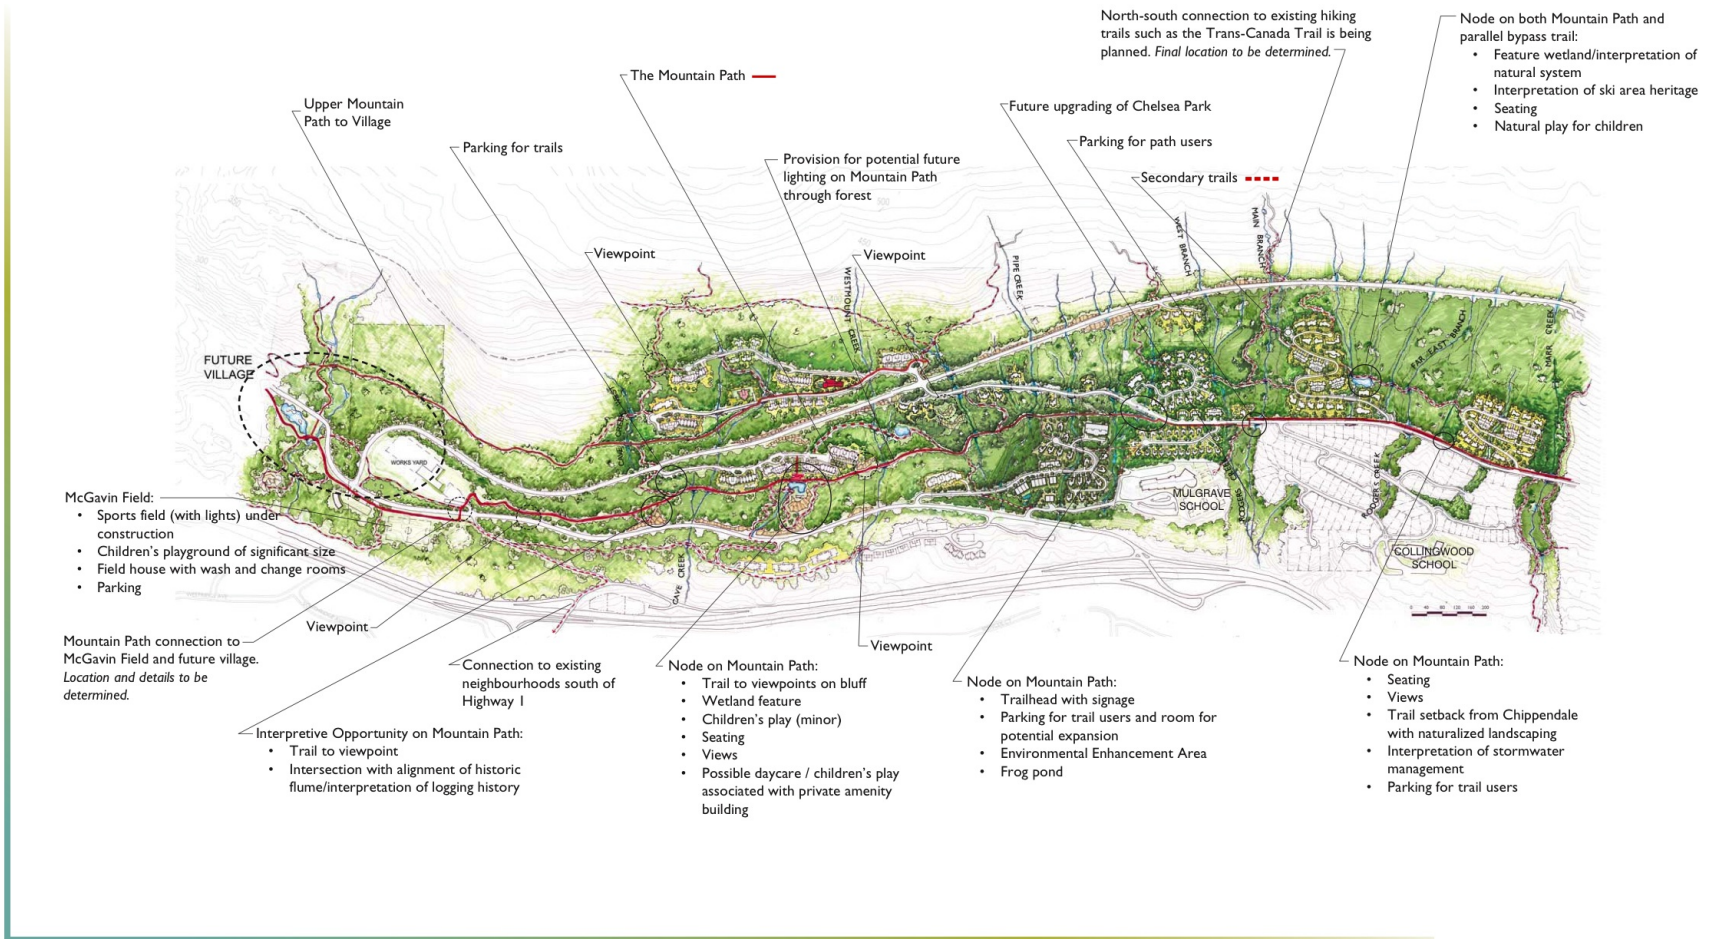 North-south connection to existing hiking
trails such as the Trans-Canada Trail is being
planned. Final location to be determined.
Node on both Mountain Path and
parallel bypass trail:
• Feature wetland/interpretation of
natural system
• Interpretation of ski area heritage
• Seating
• Natural play for children
The Mountain Path
Upper Mountain
Path to Village
Future upgrading of Chelsea Park
Parking for trails
Parking for path users
Provision for potential future
lighting on Mountain Path
through forest
Secondary trails
Viewpoint
Viewpoint
WESTMOUNT CREEK
PIPE CREEK
WEST BRANCH
MAIN BRANCH
FAR EAST BRANCH
MARR CREEK
FUTURE
VILLAGE
WORKS YARD
MULGRAVE
SCHOOL
RODGERS CREEK
COLLINGWOOD
SCHOOL
CAVE CREEK
0 40 80 120 160 200
McGavin Field:
• Sports field (with lights) under
construction
• Children's playground of significant size
• Field house with wash and change rooms
• Parking
Viewpoint
Mountain Path connection to
McGavin Field and future village.
Location and details to be
determined.
Connection to existing
neighbourhoods south of
Highway 1
Interpretive Opportunity on Mountain Path:
• Trail to viewpoint
• Intersection with alignment of historic
flume/interpretation of logging history
Viewpoint
Node on Mountain Path:
• Trail to viewpoints on bluff
• Wetland feature
• Children's play (minor)
• Seating
• Views
• Possible daycare / children's play
associated with private amenity
building
Node on Mountain Path:
• Trailhead with signage
• Parking for trail users and room for
potential expansion
• Environmental Enhancement Area
• Frog pond
Node on Mountain Path:
• Seating
• Views
• Trail setback from Chippendale
with naturalized landscaping
• Interpretation of stormwater
management
• Parking for trail users